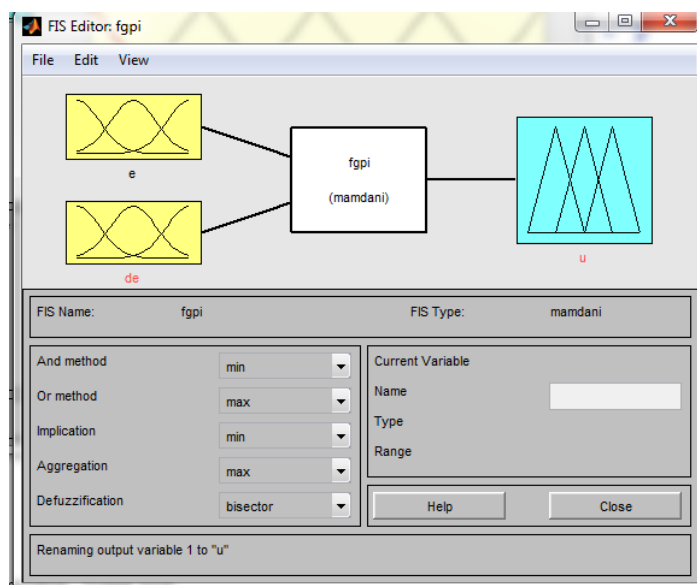 FIS Editor: fgpi
File Edit View
e
de
fgpi
(mamdani)
u
FIS Name: fgpi FIS Type: mamdani
And method min
Or method max
Implication min
Aggregation max
Defuzzification bisector
Current Variable
Name
Type
Range
Help Close
Renaming output variable 1 to "u"